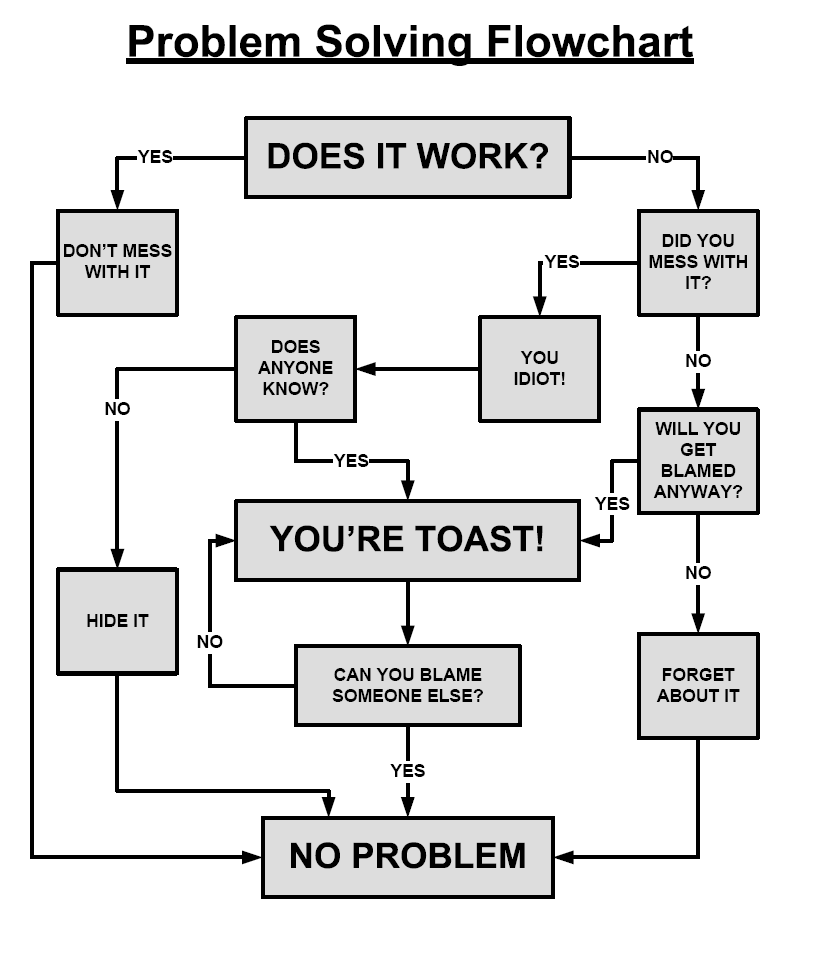 Problem Solving Flowchart
DOES IT WORK?
YES
NO
DON'T MESS
WITH IT
DID YOU
MESS WITH
IT?
YES
NO
YOU
IDIOT!
DOES
ANYONE
KNOW?
NO
YES
WILL YOU
GET
BLAMED
ANYWAY?
YES
NO
YOU'RE TOAST!
HIDE IT
NO
CAN YOU BLAME
SOMEONE ELSE?
FORGET
ABOUT IT
YES
NO PROBLEM